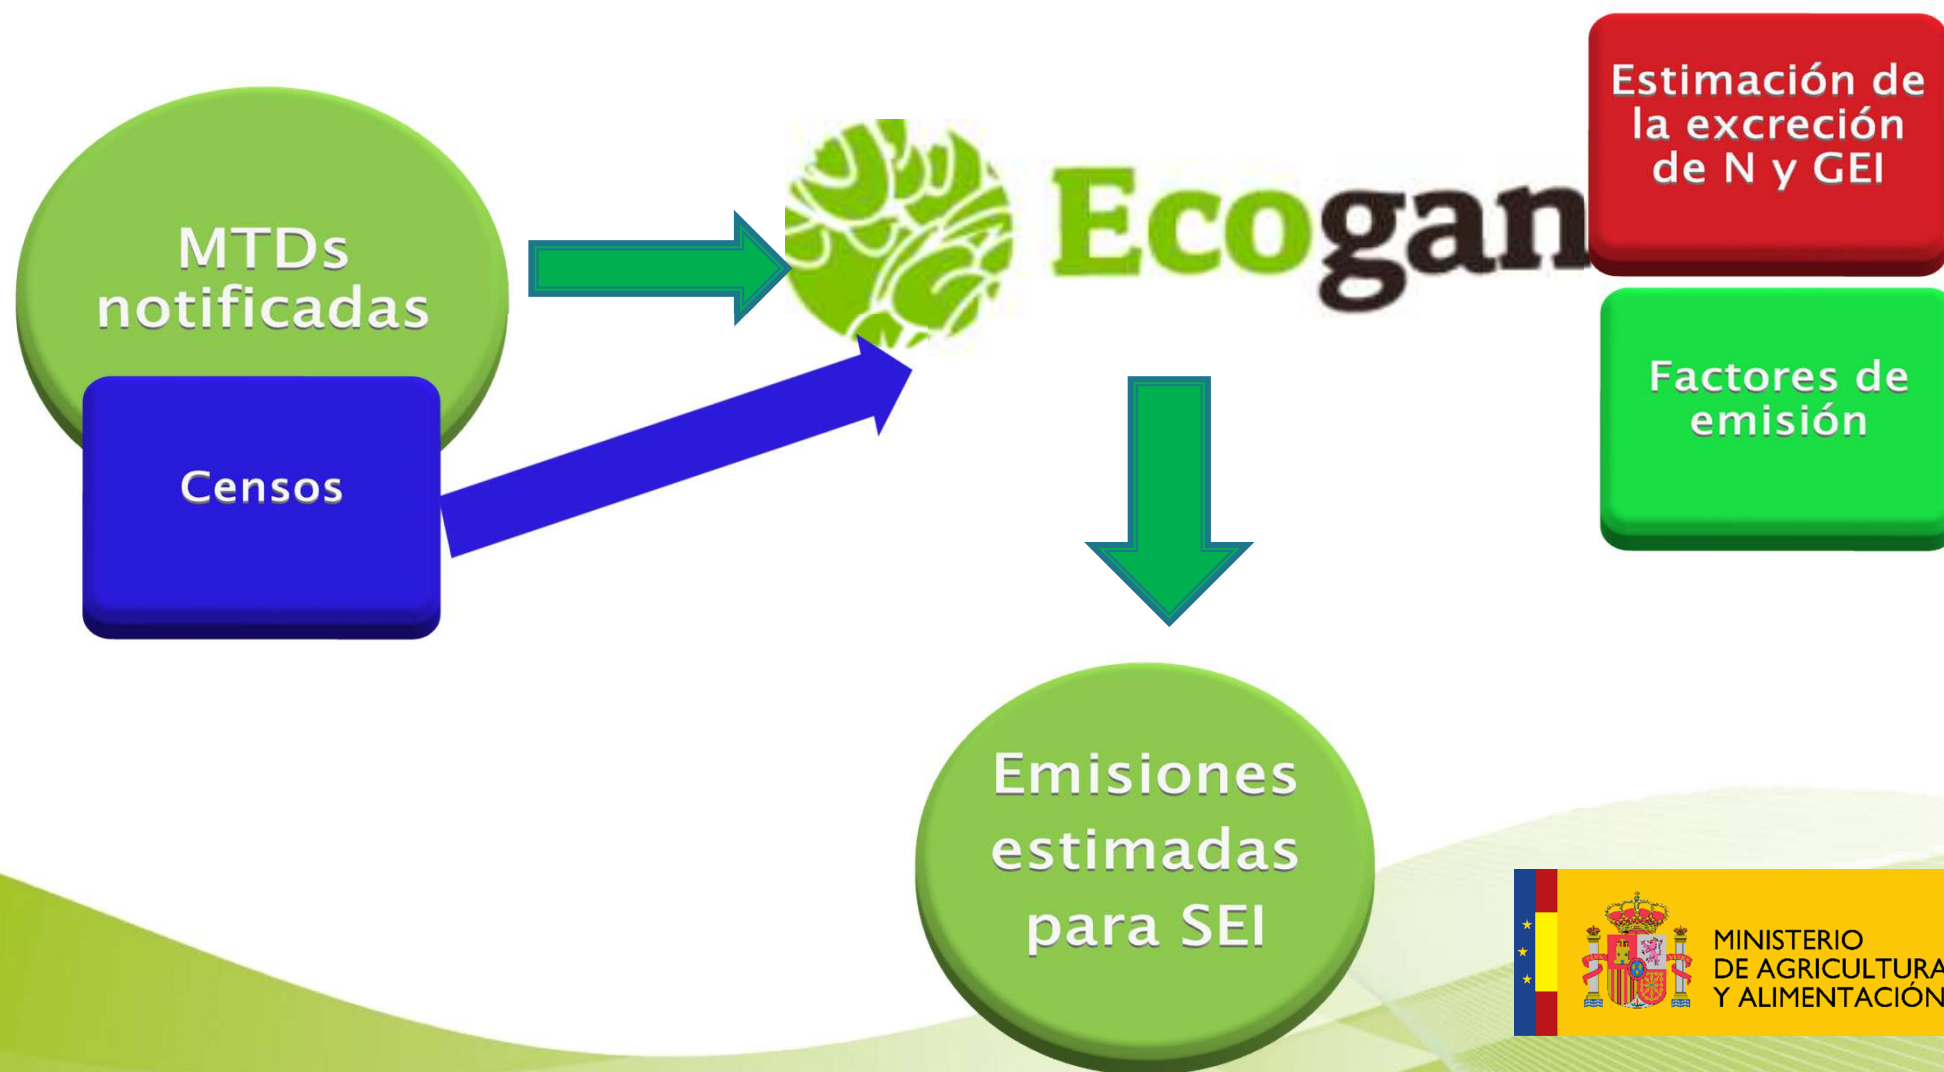 MTDs
notificadas
Censos
Ecogan
Estimación de
la excreción
de N y GEI
Factores de
emisión
Emisiones
estimadas
para SEI
MINISTERIO
DE AGRICULTURA
Y ALIMENTACIÓN